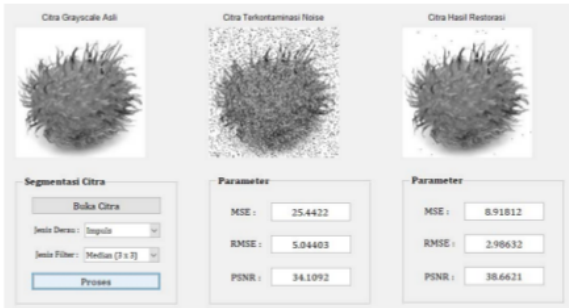 Citra Grayscale Asli
Citra Terkontaminasi Noise
Citra Hasil Restorasi
Segmentasi Citra
Buka Citra
Jenis Derau : Impuls
Jenis Filter : Median (3 x 3)
Proses
Parameter
MSE : 25.4422
RMSE : 5.04403
PSNR : 34.1092
Parameter
MSE : 8.91812
RMSE : 2.98632
PSNR : 38.6621